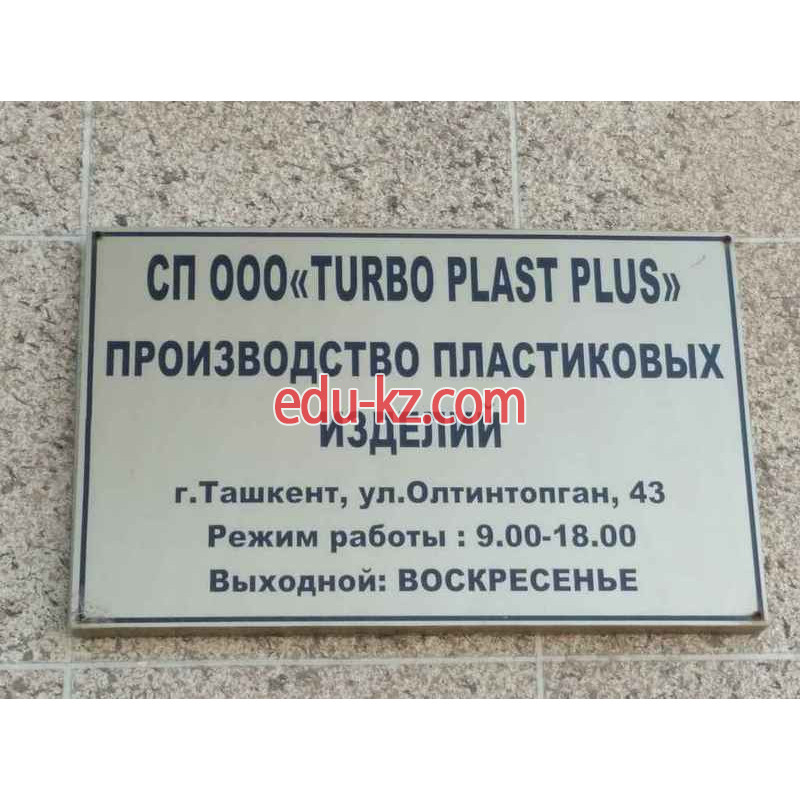 СП ООО«TURBO PLAST PLUS»
ПРОИЗВОДСТВО ПЛАСТИКОВЫХ
edu-kz.com
ИЗДЕЛИЙ
г.Ташкент, ул.Олтинтопган, 43
Режим работы : 9.00-18.00
Выходной: ВОСКРЕСЕНЬЕ